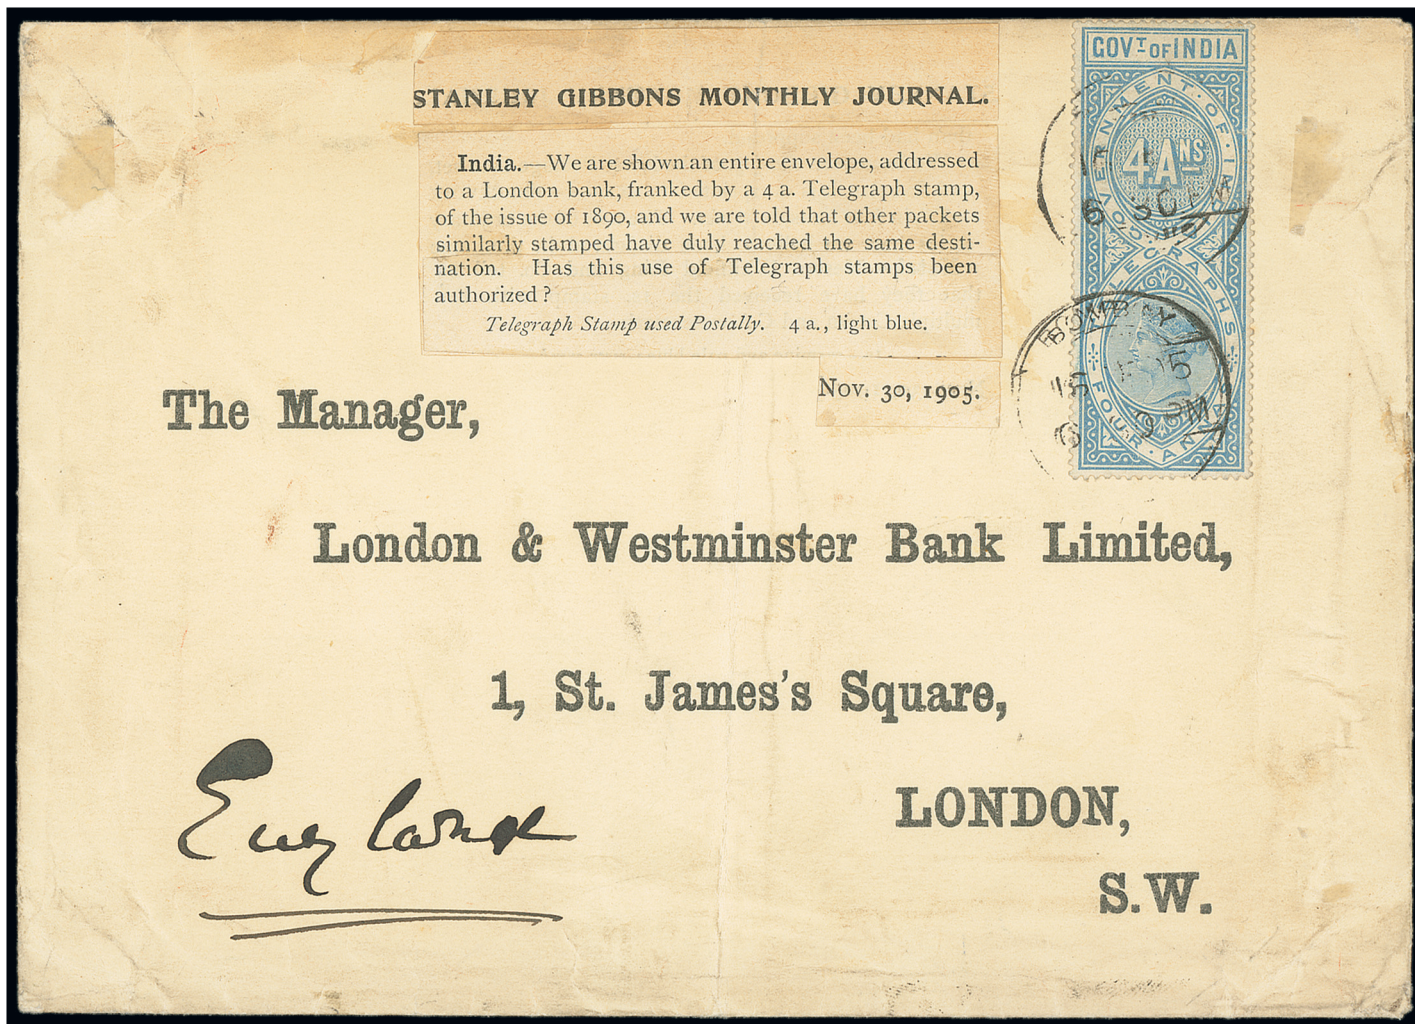 STANLEY GIBBONS MONTHLY JOURNAL.
India.—We are shown an entire envelope, addressed
to a London bank, franked by a 4 a. Telegraph stamp,
of the issue of 1890, and we are told that other packets
similarly stamped have duly reached the same desti-
nation. Has this use of Telegraph stamps been
authorized?
Telegraph Stamp used Postally. 4 a., light blue.
Nov. 30, 1905.
GOVT OF INDIA
4 ANS
BOMBAY
The Manager,
London & Westminster Bank Limited,
1, St. James's Square,
LONDON,
S.W.
England